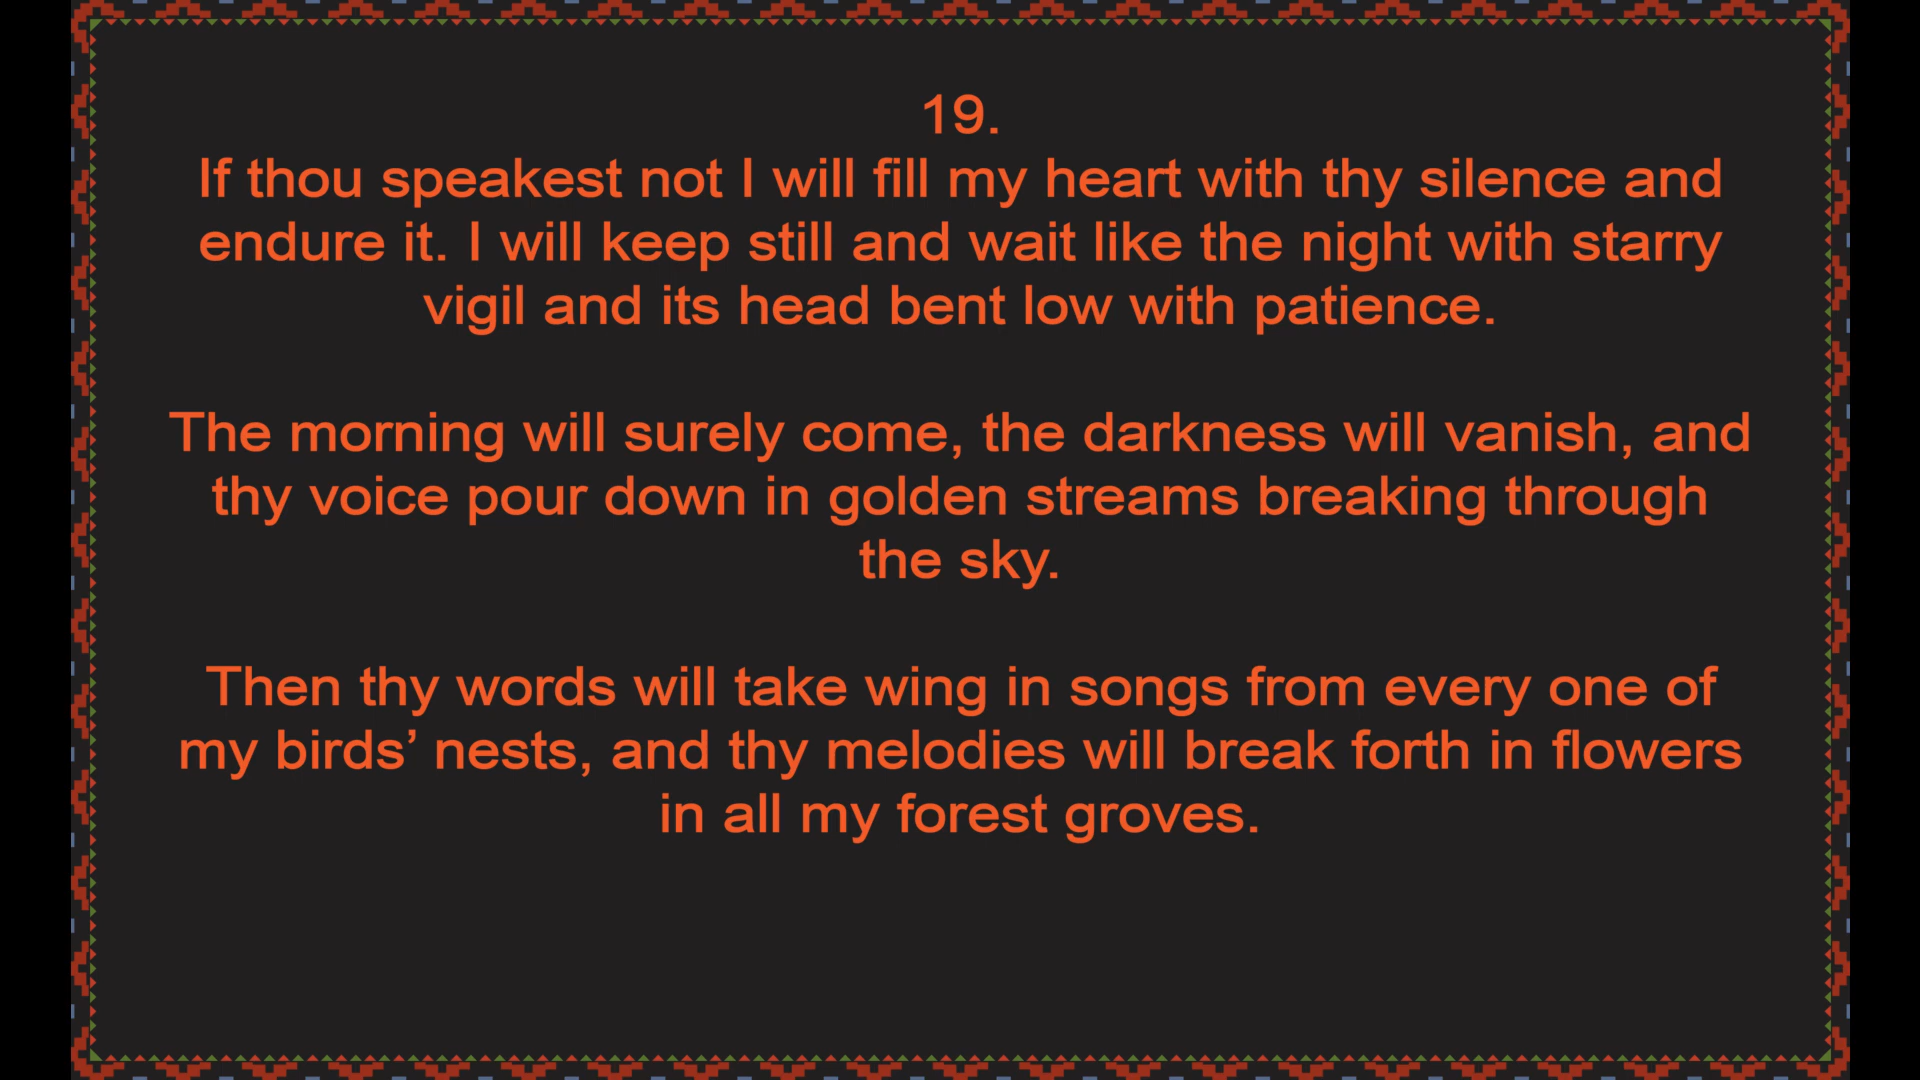 19.
If thou speakest not I will fill my heart with thy silence and
endure it. I will keep still and wait like the night with starry
vigil and its head bent low with patience.
The morning will surely come, the darkness will vanish, and
thy voice pour down in golden streams breaking through
the sky.
Then thy words will take wing in songs from every one of
my birds’ nests, and thy melodies will break forth in flowers
in all my forest groves.